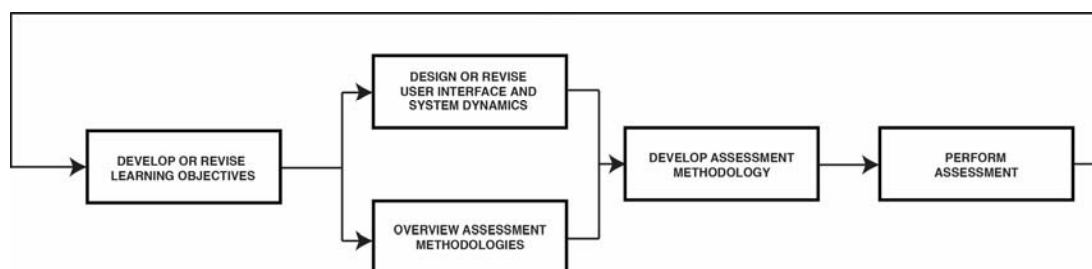 DESIGN OR REVISE
USER INTERFACE AND
SYSTEM DYNAMICS
DEVELOP OR REVISE
LEARNING OBJECTIVES
DEVELOP ASSESSMENT
METHODOLOGY
PERFORM
ASSESSMENT
OVERVIEW ASSESSMENT
METHODOLOGIES